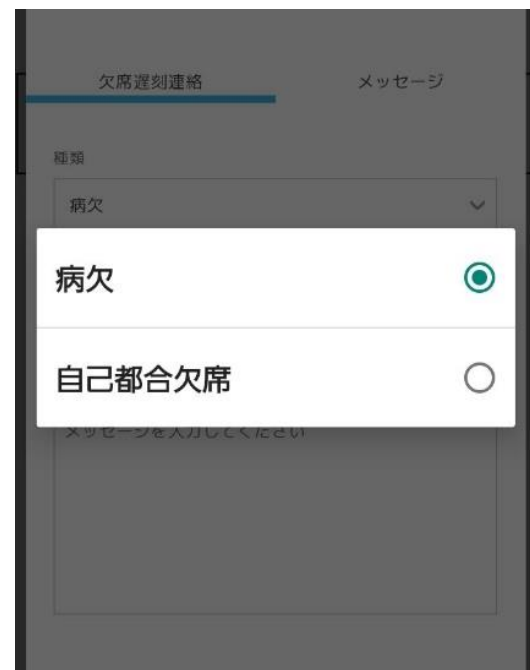 欠席遅刻連絡 メッセージ
種類
病欠
病欠
自己都合欠席
メッセージを入力してください